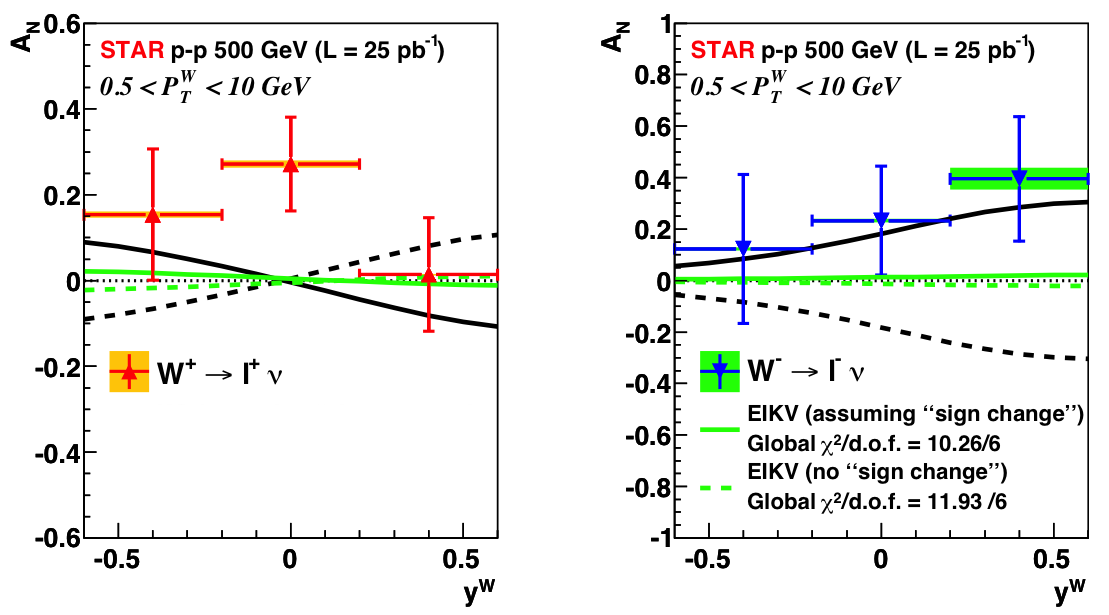 A_N
0.6
0.4
0.2
0
-0.2
-0.4
-0.6
STAR p-p 500 GeV (L = 25 pb⁻¹)
0.5 < P_T^W < 10 GeV
W⁺ → l⁺ ν
-0.5 0 0.5
y^W
A_N
1
0.8
0.6
0.4
0.2
0
-0.2
-0.4
-0.6
-0.8
-1
STAR p-p 500 GeV (L = 25 pb⁻¹)
0.5 < P_T^W < 10 GeV
W⁻ → l⁻ ν
EIKV (assuming “sign change”)
Global χ²/d.o.f. = 10.26/6
EIKV (no “sign change”)
Global χ²/d.o.f. = 11.93 /6
-0.5 0 0.5
y^W